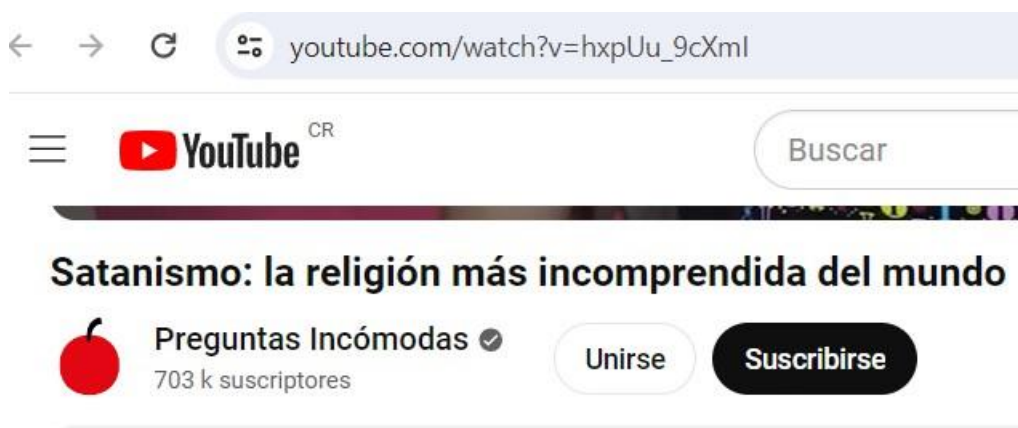 youtube.com/watch?v=hxpUu_9cXmI
YouTube CR
Buscar
Satanismo: la religión más incomprendida del mundo
Preguntas Incómodas
703 k suscriptores
Unirse
Suscribirse